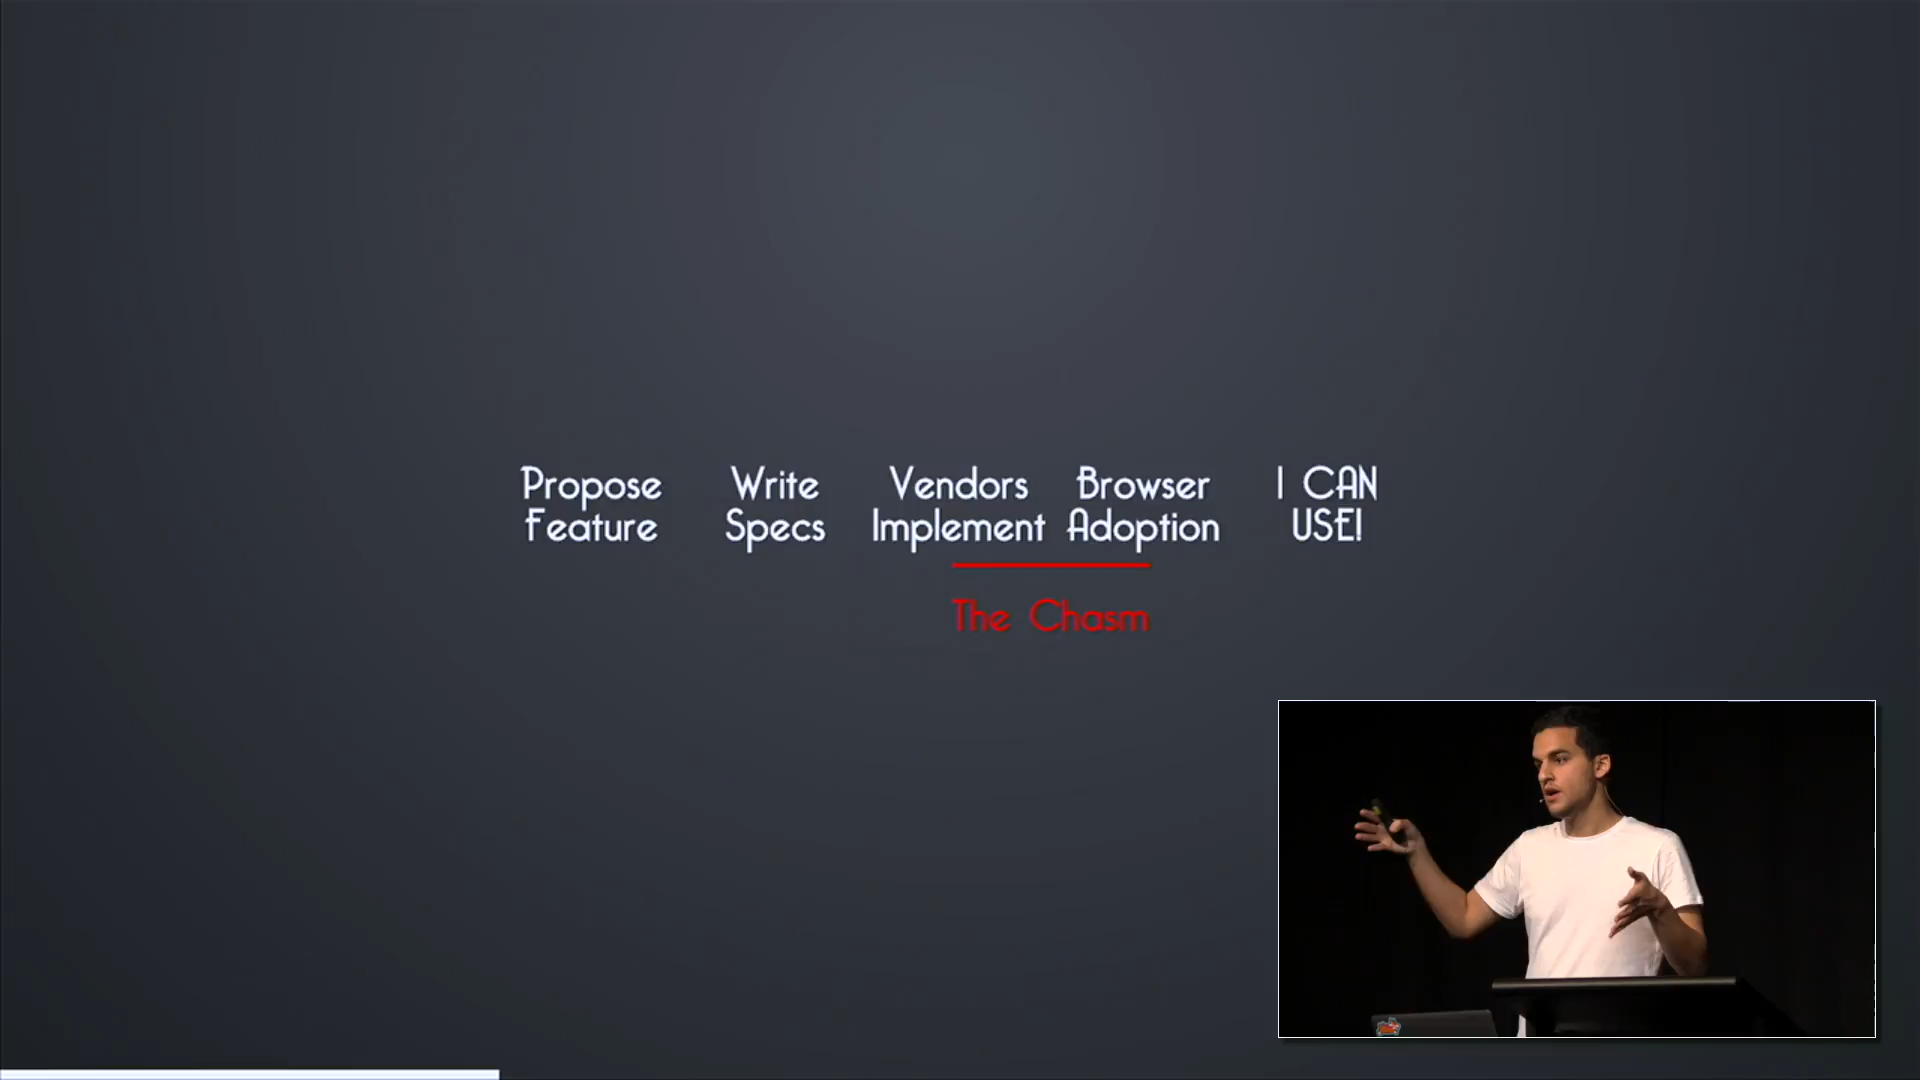 Propose Feature
Write Specs
Vendors Implement
Browser Adoption
I CAN USE!
The Chasm